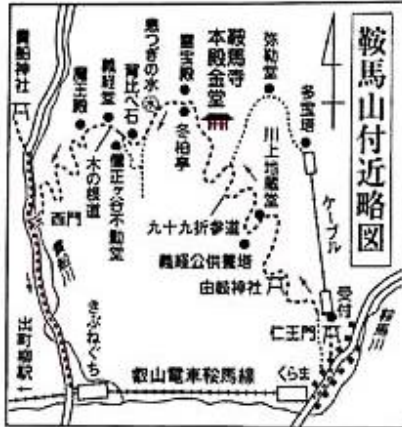 鞍馬山付近略図
多宝塔
ケーブル
受付
鞍馬川
仁王門
弥勒堂
川上地蔵堂
鞍馬寺
本殿金堂
九十九折参道
義経公供養塔
由岐神社
霊宝殿
冬柏亭
息つぎの水
背比べ石
義経堂
僧正ヶ谷不動堂
木の根道
魔王殿
西門
貴船神社
貴船川
出町柳駅
きぶねぐち
叡山電車鞍馬線
くらま